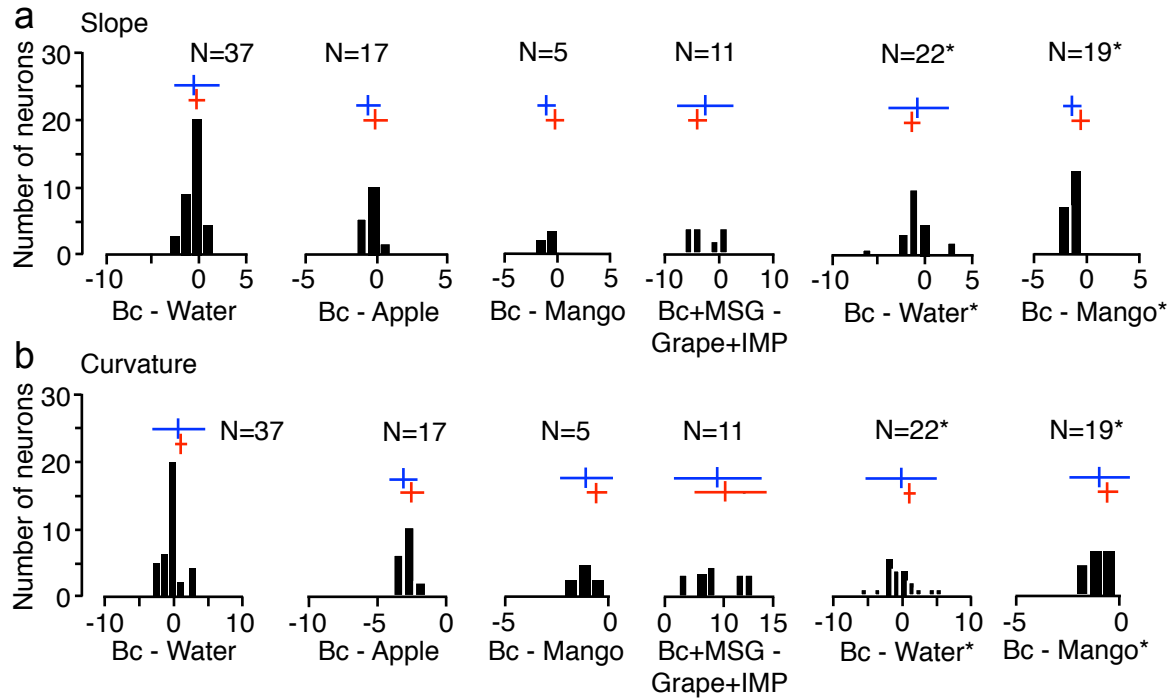 a
Slope
Number of neurons
30
20
10
0
N=37
N=17
N=5
N=11
N=22*
N=19*
-10 0 5
-5 0 5
-5 0 5
-10 0 10
-10 0 5
-5 0 5
Bc - Water
Bc - Apple
Bc - Mango
Bc+MSG -
Grape+IMP
Bc - Water*
Bc - Mango*
b
Curvature
Number of neurons
30
20
10
0
N=37
N=17
N=5
N=11
N=22*
N=19*
-10 0 10
-10 -5 0
-5 0
0 10 15
-10 0 10
-5 0
Bc - Water
Bc - Apple
Bc - Mango
Bc+MSG -
Grape+IMP
Bc - Water*
Bc - Mango*